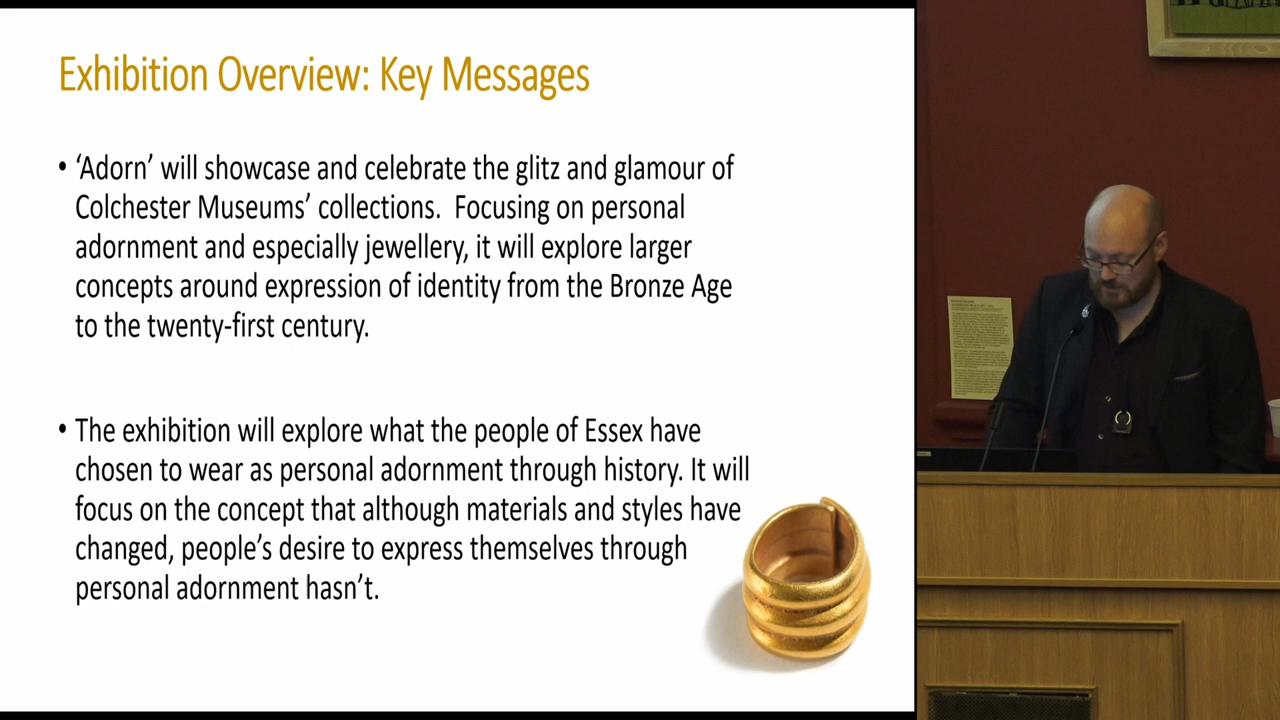 Exhibition Overview: Key Messages
• ‘Adorn’ will showcase and celebrate the glitz and glamour of
Colchester Museums’ collections.  Focusing on personal
adornment and especially jewellery, it will explore larger
concepts around expression of identity from the Bronze Age
to the twenty-first century.
• The exhibition will explore what the people of Essex have
chosen to wear as personal adornment through history. It will
focus on the concept that although materials and styles have
changed, people’s desire to express themselves through
personal adornment hasn’t.